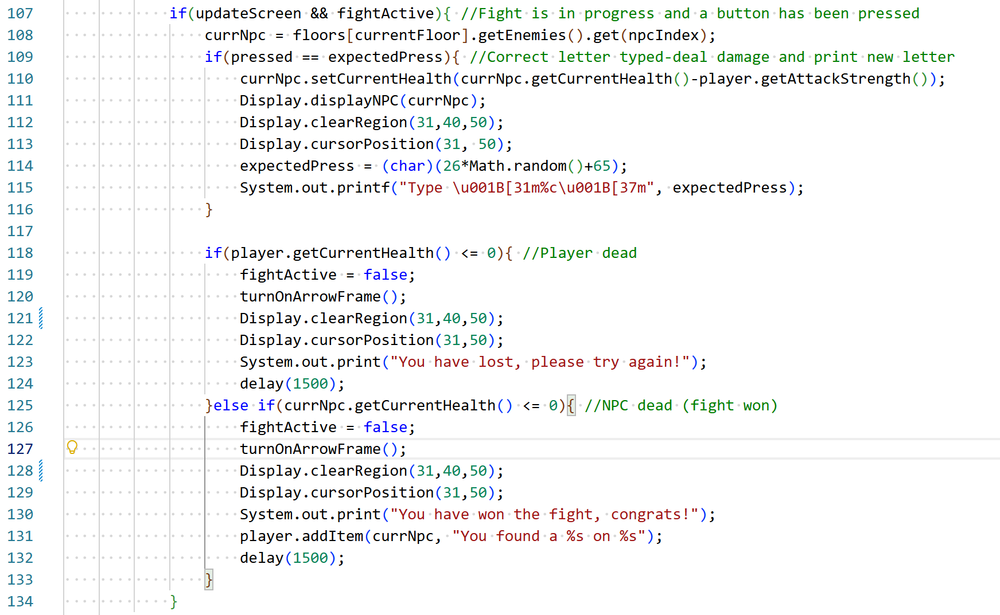 107 if(updateScreen && fightActive){ //Fight is in progress and a button has been pressed
108 currNpc = floors[currentFloor].getEnemies().get(npcIndex);
109 if(pressed == expectedPress){ //Correct letter typed-deal damage and print new letter
110 currNpc.setCurrentHealth(currNpc.getCurrentHealth()-player.getAttackStrength());
111 Display.displayNPC(currNpc);
112 Display.clearRegion(31,40,50);
113 Display.cursorPosition(31, 50);
114 expectedPress = (char)(26*Math.random()+65);
115 System.out.printf("Type \u001B[31m%c\u001B[37m", expectedPress);
116 }
117
118 if(player.getCurrentHealth() <= 0){ //Player dead
119 fightActive = false;
120 turnOnArrowFrame();
121 Display.clearRegion(31,40,50);
122 Display.cursorPosition(31,50);
123 System.out.print("You have lost, please try again!");
124 delay(1500);
125 }else if(currNpc.getCurrentHealth() <= 0){ //NPC dead (fight won)
126 fightActive = false;
127 turnOnArrowFrame();
128 Display.clearRegion(31,40,50);
129 Display.cursorPosition(31,50);
130 System.out.print("You have won the fight, congrats!");
131 player.addItem(currNpc, "You found a %s on %s");
132 delay(1500);
133 }
134 }